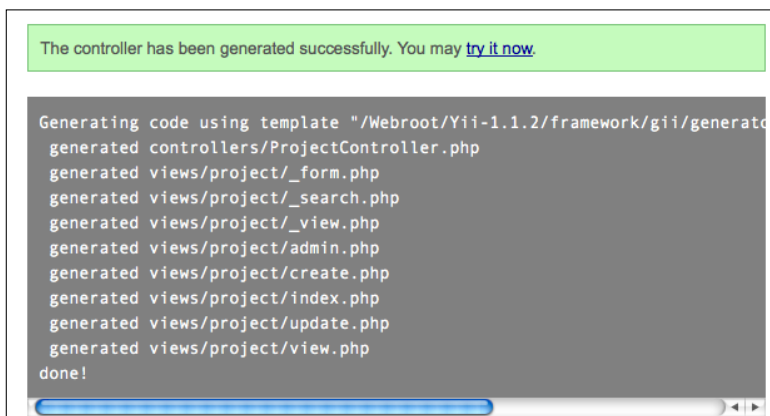 The controller has been generated successfully. You may try it now.
Generating code using template "/Webroot/Yii-1.1.2/framework/gii/generato
generated controllers/ProjectController.php
generated views/project/_form.php
generated views/project/_search.php
generated views/project/_view.php
generated views/project/admin.php
generated views/project/create.php
generated views/project/index.php
generated views/project/update.php
generated views/project/view.php
done!